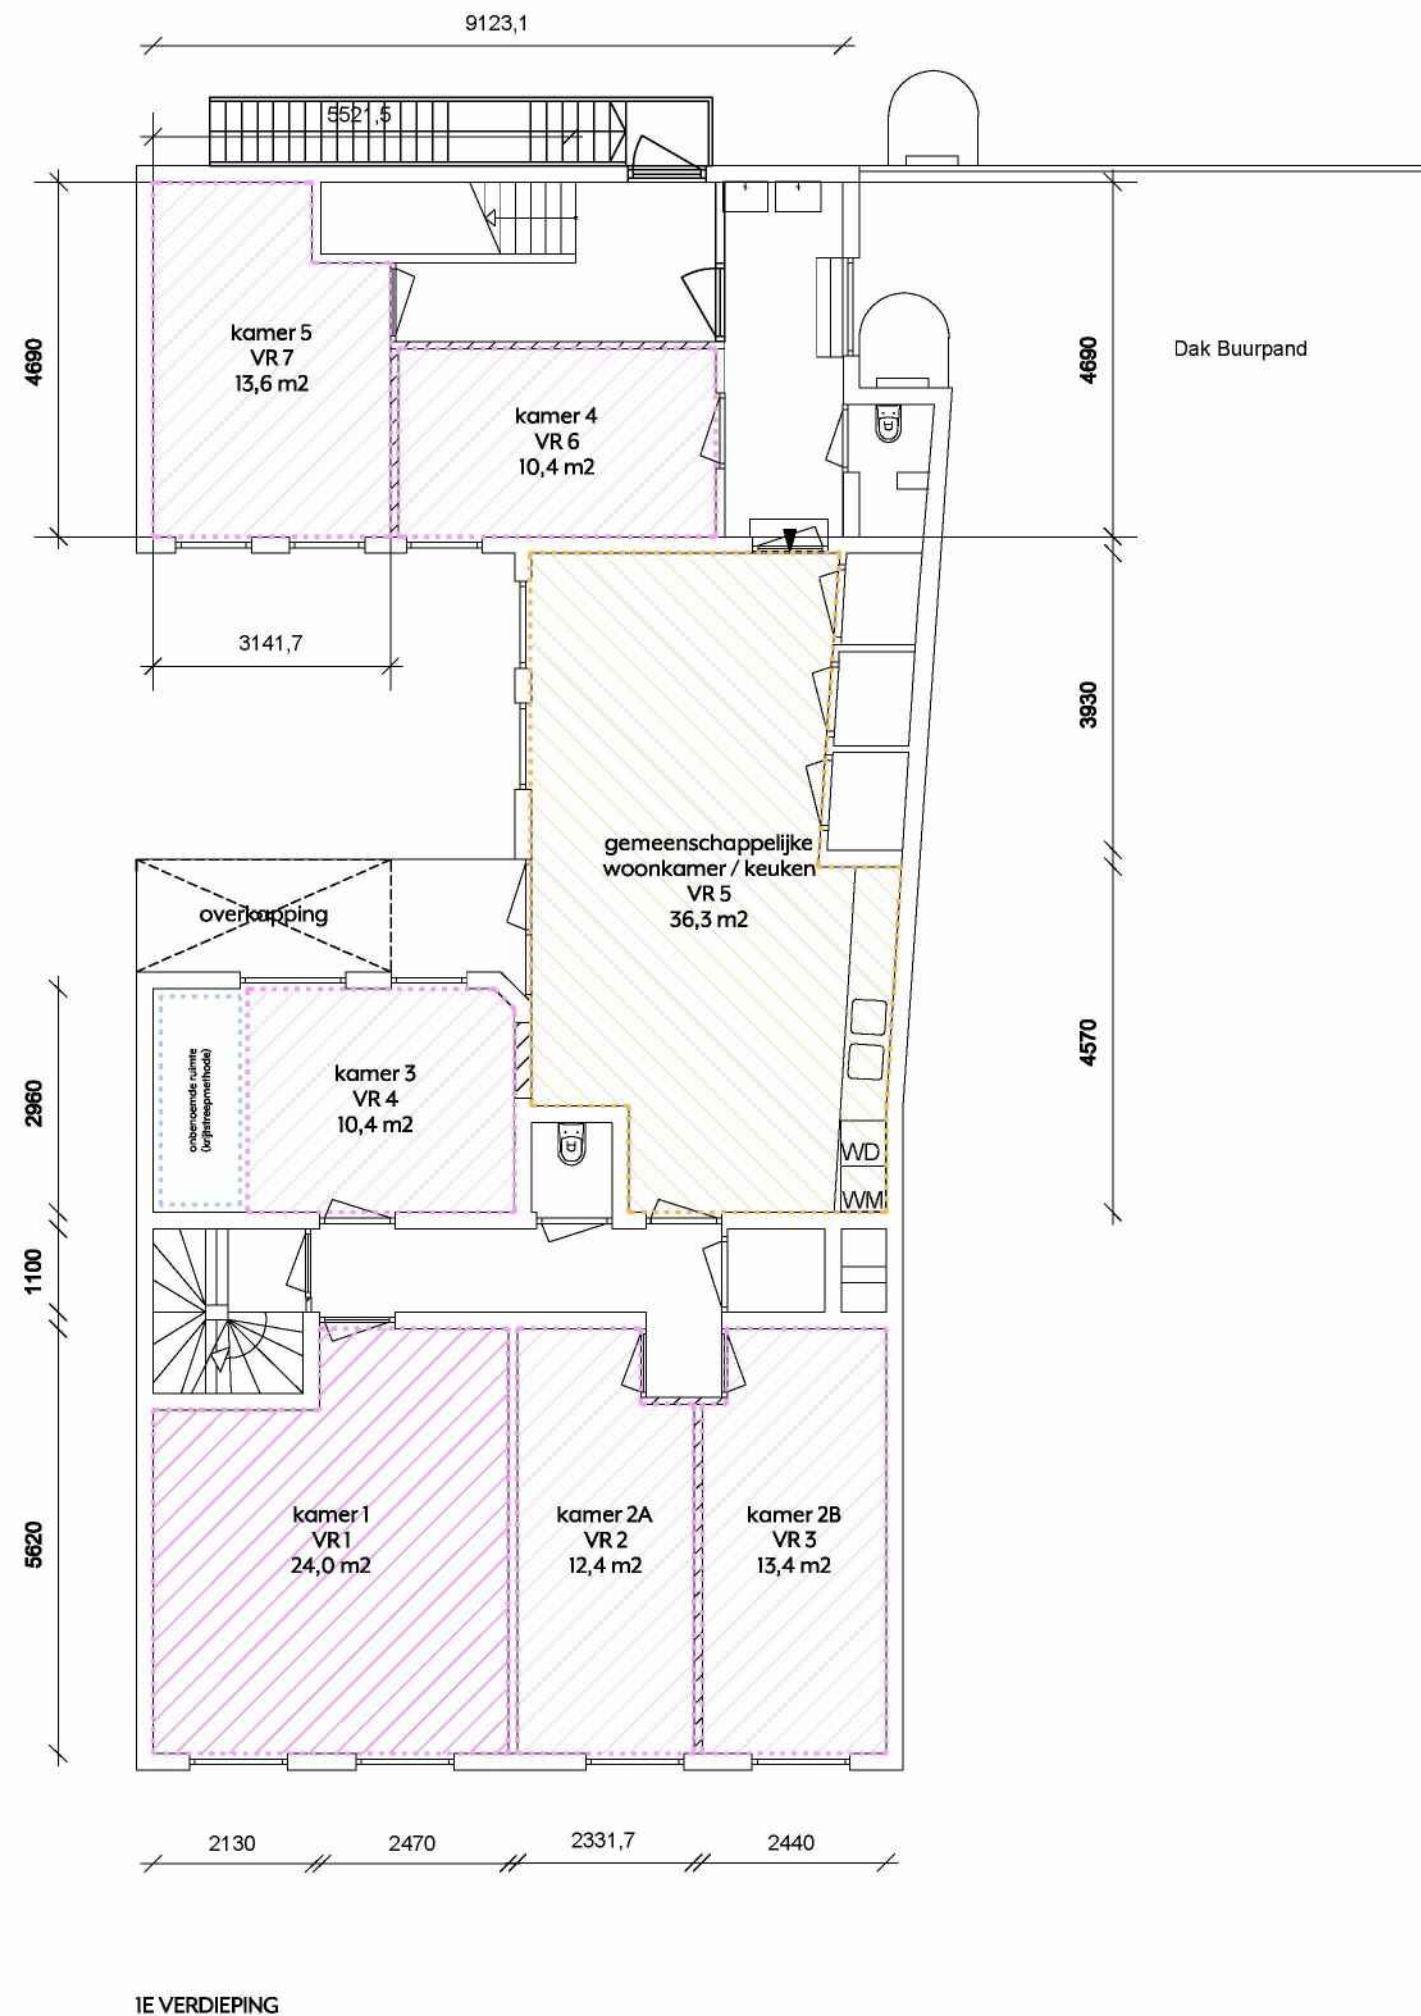 9123,1
5521,5
4690
kamer 5
VR 7
13,6 m2
kamer 4
VR 6
10,4 m2
4690
Dak Buurpand
3141,7
3930
gemeenschappelijke
woonkamer / keuken
VR 5
36,3 m2
overkapping
4570
2960
onbenoemde ruimte
(krijtstreepmethode)
kamer 3
VR 4
10,4 m2
WD
WM
1100
5620
kamer 1
VR 1
24,0 m2
kamer 2A
VR 2
12,4 m2
kamer 2B
VR 3
13,4 m2
2130
2470
2331,7
2440
1E VERDIEPING